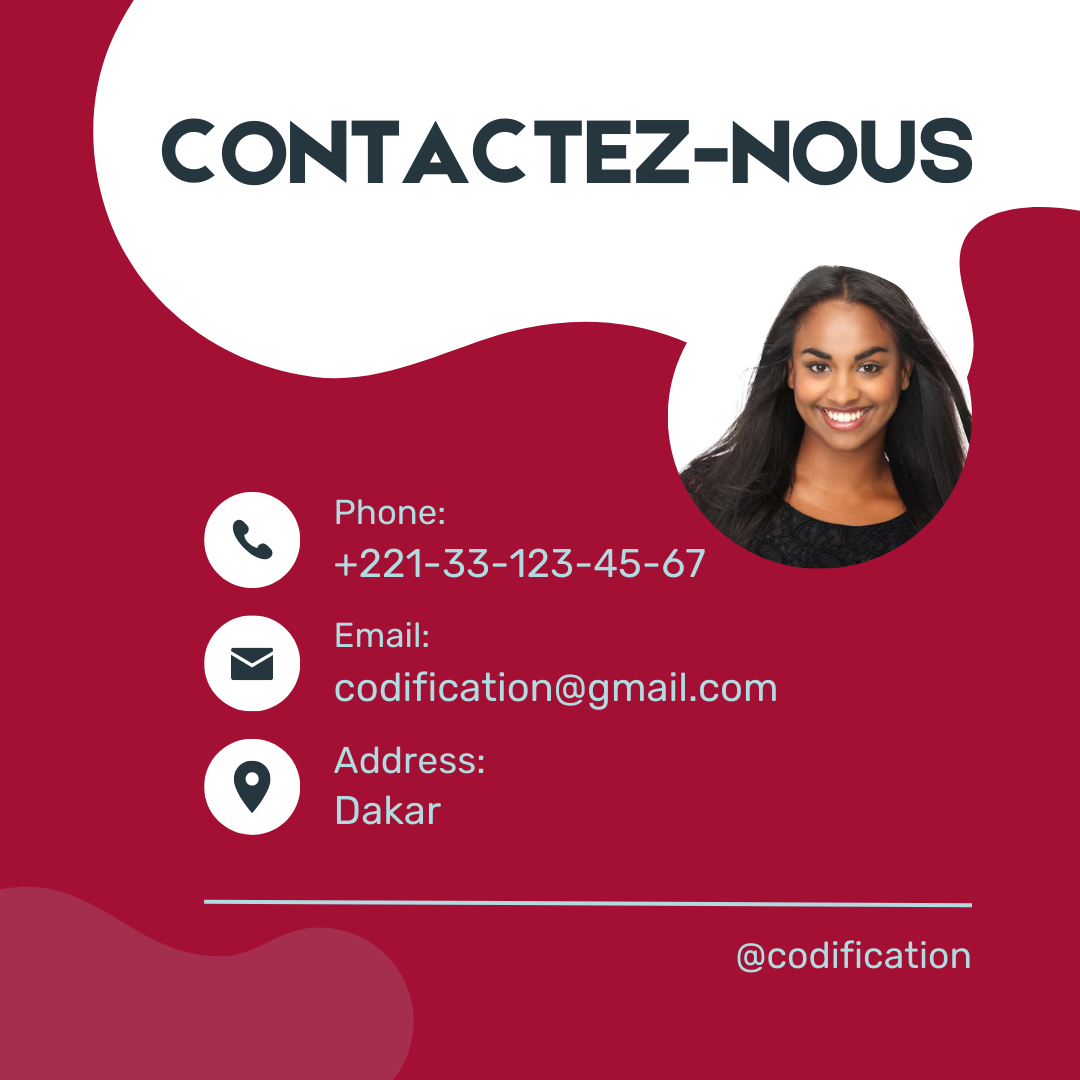 CONTACTEZ-NOUS
Phone:
+221-33-123-45-67
Email:
codification@gmail.com
Address:
Dakar
@codification